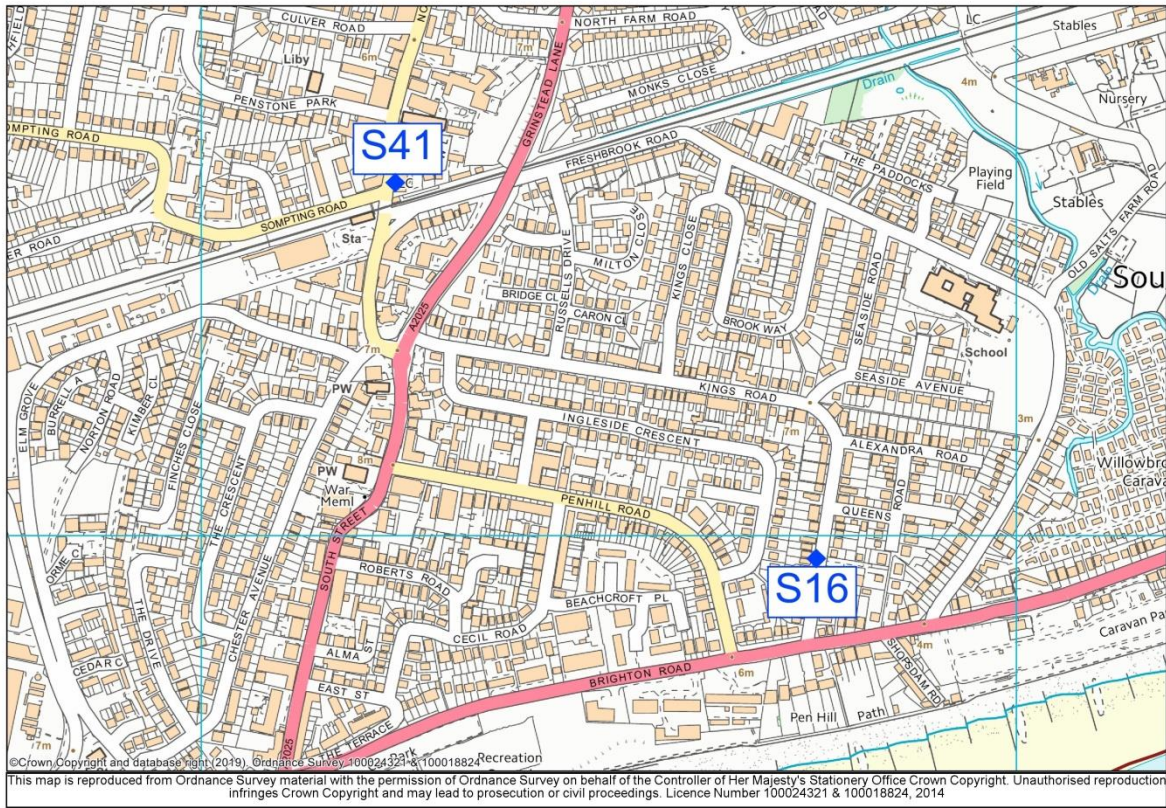 CULVER ROAD
NORTH FARM ROAD
LC
Stables
7m
6m
Liby
GRINSTEAD LANE
MONKS CLOSE
Drain
4m
Nursery
PENSTONE PARK
SOMPTING ROAD
S41
FRESHBROOK ROAD
THE PADDOCKS
Playing
Field
Stables
SOMPTING ROAD
Sta
OLD SALTS FARM ROAD
RUSSELLS DRIVE
MILTON CLOSE
KINGS CLOSE
SEASIDE ROAD
Sou
BRIDGE CL
CARON CL
BROOK WAY
A2025
School
7m
PW
KINGS ROAD
SEASIDE AVENUE
ELM GROVE
BURRELL A
NORTON ROAD
KIMBER CL
FINCHES CLOSE
INGLESIDE CRESCENT
7m
3m
ALEXANDRA ROAD
THE CRESCENT
PW
8m
War
Meml
PENHILL ROAD
QUEENS
ROAD
Willowbro
Carava
SOUTH STREET
ORME C
THE DRIVE
CHESTER AVENUE
ROBERTS ROAD
BEACHCROFT PL
S16
CECIL ROAD
CEDAR C
ALMA ST
EAST ST
BRIGHTON ROAD
6m
SHOPSDAM RD
4m
Caravan Pa
THE TERRACE
Pen Hill
Path
7m
Park
Recreation
©Crown Copyright and database right (2019). Ordnance Survey 100024321 & 100018824
This map is reproduced from Ordnance Survey material with the permission of Ordnance Survey on behalf of the Controller of Her Majesty's Stationery Office Crown Copyright. Unauthorised reproduction
infringes Crown Copyright and may lead to prosecution or civil proceedings. Licence Number 100024321 & 100018824, 2014